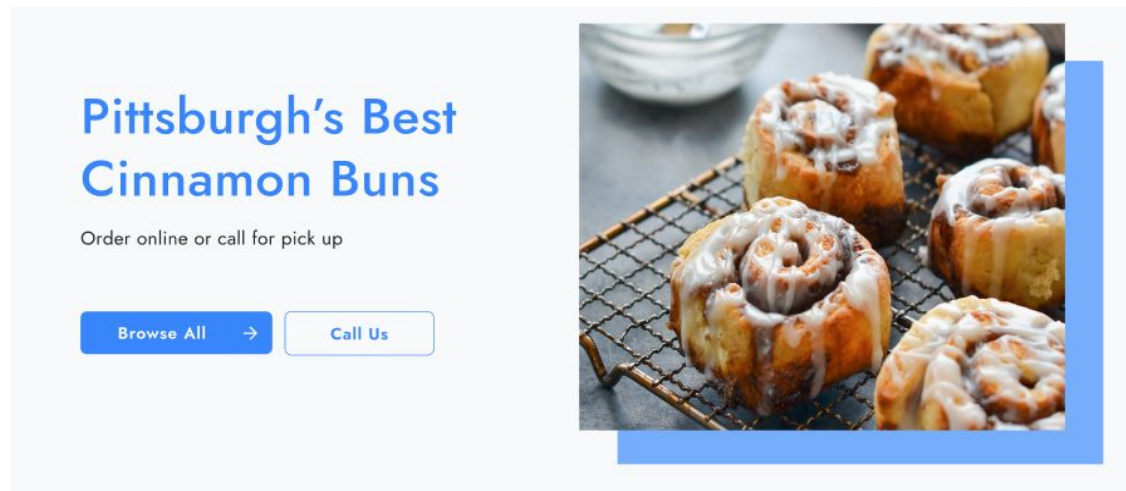 Pittsburgh’s Best
Cinnamon Buns
Order online or call for pick up
Browse All →
Call Us